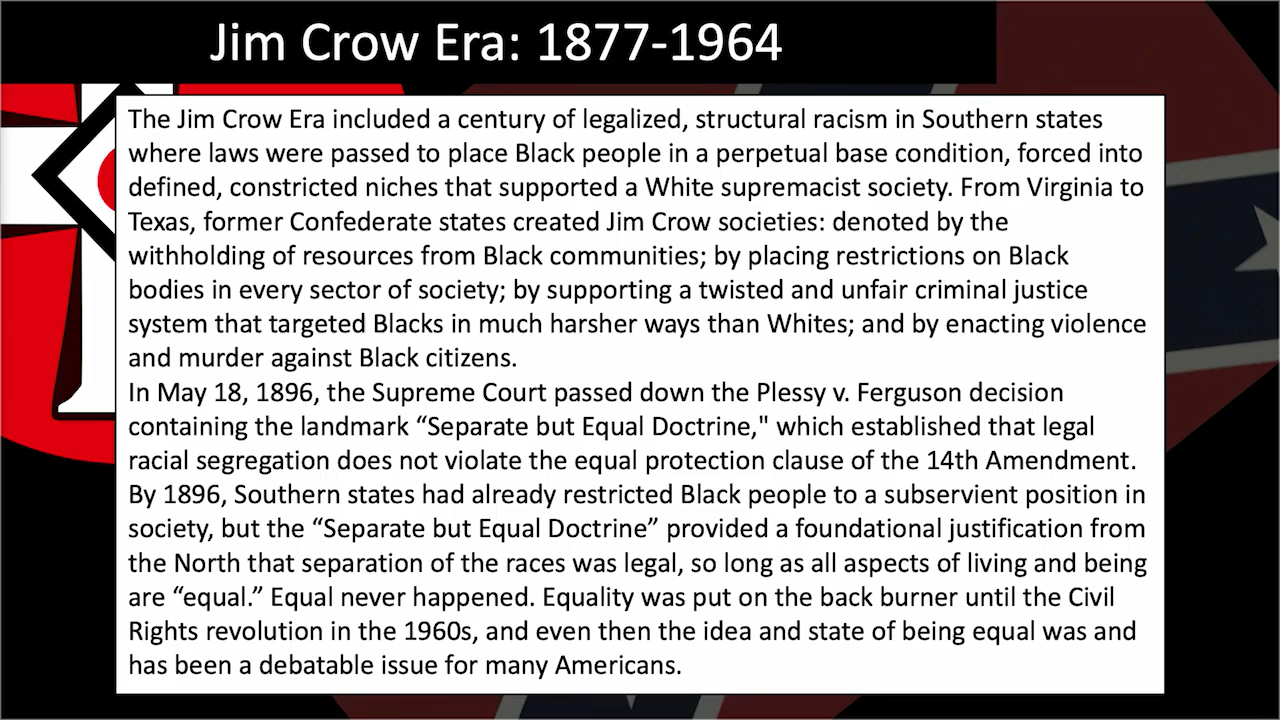 Jim Crow Era: 1877-1964
The Jim Crow Era included a century of legalized, structural racism in Southern states
where laws were passed to place Black people in a perpetual base condition, forced into
defined, constricted niches that supported a White supremacist society. From Virginia to
Texas, former Confederate states created Jim Crow societies: denoted by the
withholding of resources from Black communities; by placing restrictions on Black
bodies in every sector of society; by supporting a twisted and unfair criminal justice
system that targeted Blacks in much harsher ways than Whites; and by enacting violence
and murder against Black citizens.
In May 18, 1896, the Supreme Court passed down the Plessy v. Ferguson decision
containing the landmark “Separate but Equal Doctrine," which established that legal
racial segregation does not violate the equal protection clause of the 14th Amendment.
By 1896, Southern states had already restricted Black people to a subservient position in
society, but the “Separate but Equal Doctrine” provided a foundational justification from
the North that separation of the races was legal, so long as all aspects of living and being
are “equal.” Equal never happened. Equality was put on the back burner until the Civil
Rights revolution in the 1960s, and even then the idea and state of being equal was and
has been a debatable issue for many Americans.